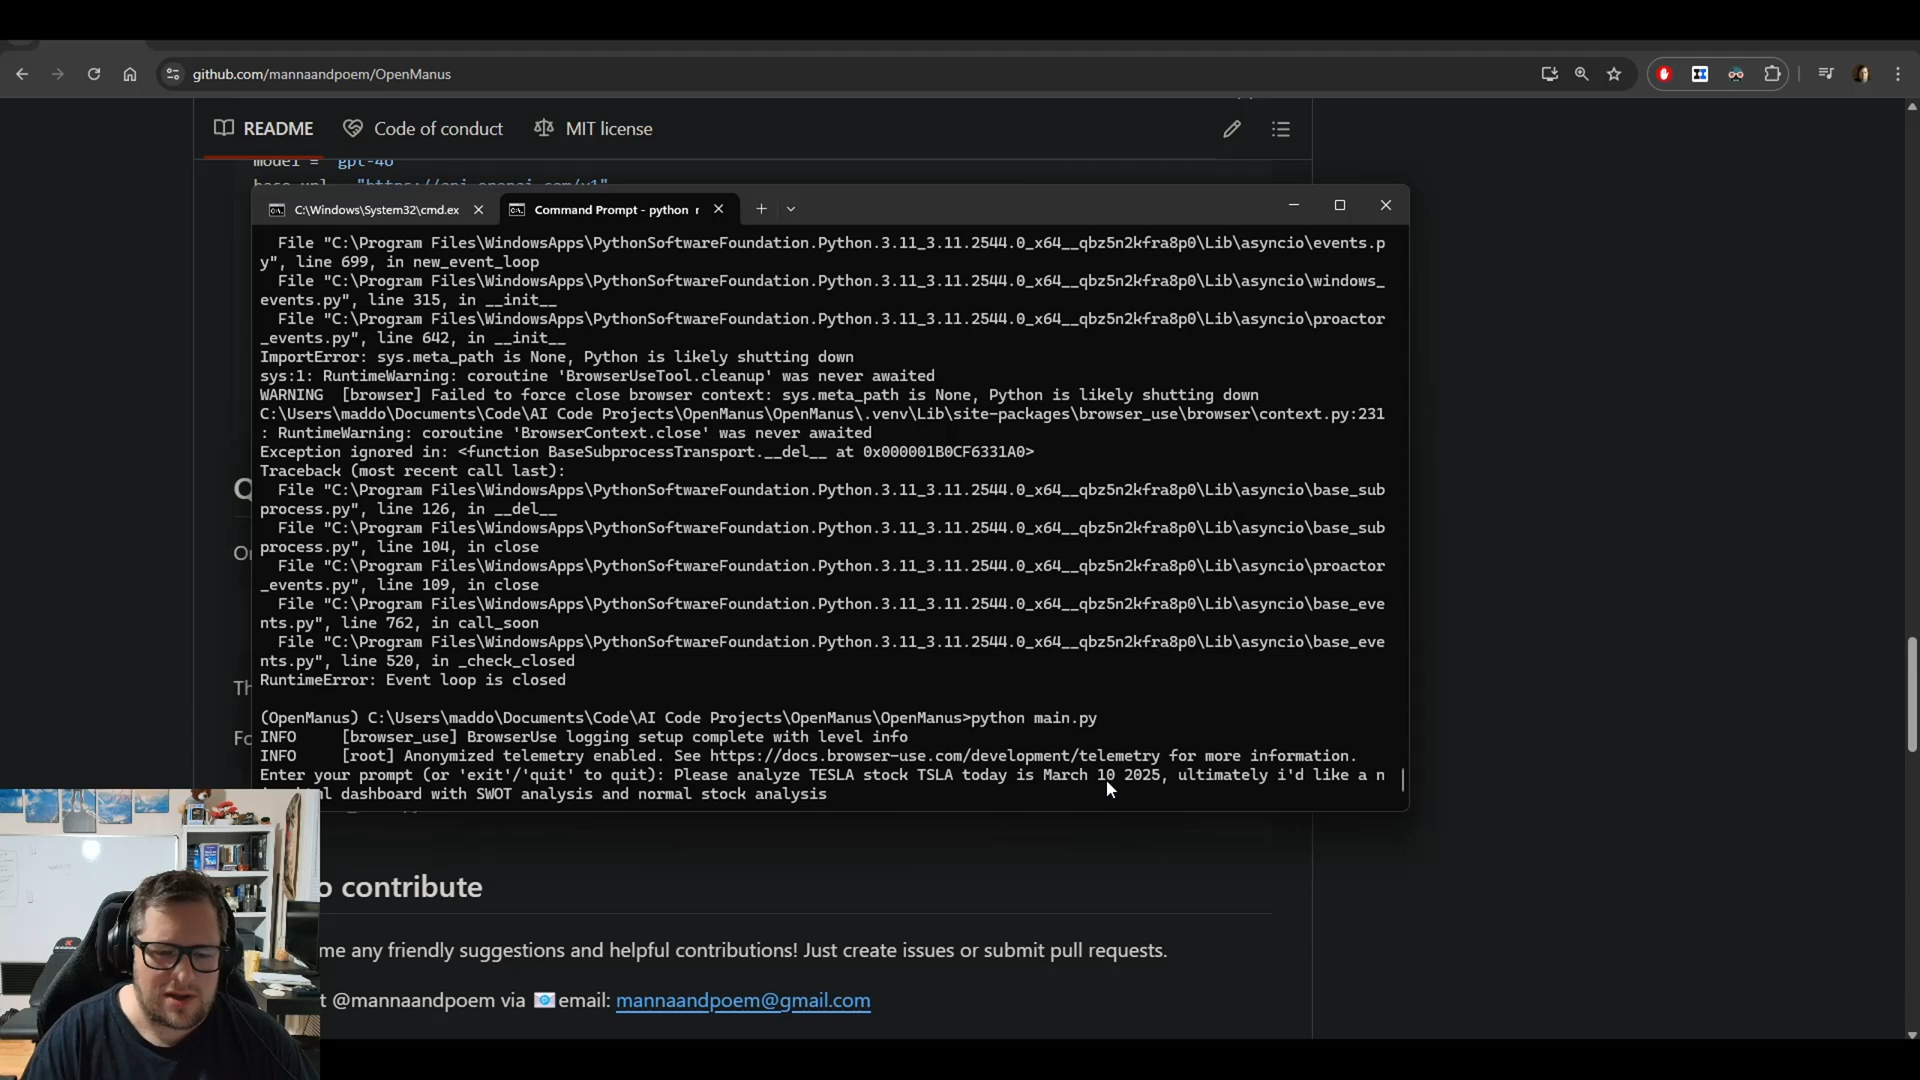 github.com/mannaandpoem/OpenManus
README
Code of conduct
MIT license
model = gpt-4o
base_url "https://api.openai.com/v1"
C:\Windows\System32\cmd.ex
Command Prompt - python
File "C:\Program Files\WindowsApps\PythonSoftwareFoundation.Python.3.11_3.11.2544.0_x64__qbz5n2kfra8p0\Lib\asyncio\events.p
y", line 699, in new_event_loop
File "C:\Program Files\WindowsApps\PythonSoftwareFoundation.Python.3.11_3.11.2544.0_x64__qbz5n2kfra8p0\Lib\asyncio\windows_
events.py", line 315, in __init__
File "C:\Program Files\WindowsApps\PythonSoftwareFoundation.Python.3.11_3.11.2544.0_x64__qbz5n2kfra8p0\Lib\asyncio\proactor
_events.py", line 642, in __init__
ImportError: sys.meta_path is None, Python is likely shutting down
sys:1: RuntimeWarning: coroutine 'BrowserUseTool.cleanup' was never awaited
WARNING [browser] Failed to force close browser context: sys.meta_path is None, Python is likely shutting down
C:\Users\maddo\Documents\Code\AI Code Projects\OpenManus\OpenManus\.venv\Lib\site-packages\browser_use\browser\context.py:231
: RuntimeWarning: coroutine 'BrowserContext.close' was never awaited
Exception ignored in: <function BaseSubprocessTransport.__del__ at 0x000001B0CF6331A0>
Traceback (most recent call last):
File "C:\Program Files\WindowsApps\PythonSoftwareFoundation.Python.3.11_3.11.2544.0_x64__qbz5n2kfra8p0\Lib\asyncio\base_sub
process.py", line 126, in __del__
File "C:\Program Files\WindowsApps\PythonSoftwareFoundation.Python.3.11_3.11.2544.0_x64__qbz5n2kfra8p0\Lib\asyncio\base_sub
process.py", line 104, in close
File "C:\Program Files\WindowsApps\PythonSoftwareFoundation.Python.3.11_3.11.2544.0_x64__qbz5n2kfra8p0\Lib\asyncio\proactor
_events.py", line 109, in close
File "C:\Program Files\WindowsApps\PythonSoftwareFoundation.Python.3.11_3.11.2544.0_x64__qbz5n2kfra8p0\Lib\asyncio\base_eve
nts.py", line 762, in call_soon
File "C:\Program Files\WindowsApps\PythonSoftwareFoundation.Python.3.11_3.11.2544.0_x64__qbz5n2kfra8p0\Lib\asyncio\base_eve
nts.py", line 520, in _check_closed
RuntimeError: Event loop is closed
(OpenManus) C:\Users\maddo\Documents\Code\AI Code Projects\OpenManus\OpenManus>python main.py
INFO [browser_use] BrowserUse logging setup complete with level info
INFO [root] Anonymized telemetry enabled. See https://docs.browser-use.com/development/telemetry for more information.
Enter your prompt (or 'exit'/'quit' to quit): Please analyze TESLA stock TSLA today is March 10 2025, ultimately i'd like a n
dashboard with SWOT analysis and normal stock analysis
o contribute
me any friendly suggestions and helpful contributions! Just create issues or submit pull requests.
t @mannaandpoem via 📧email: mannaandpoem@gmail.com